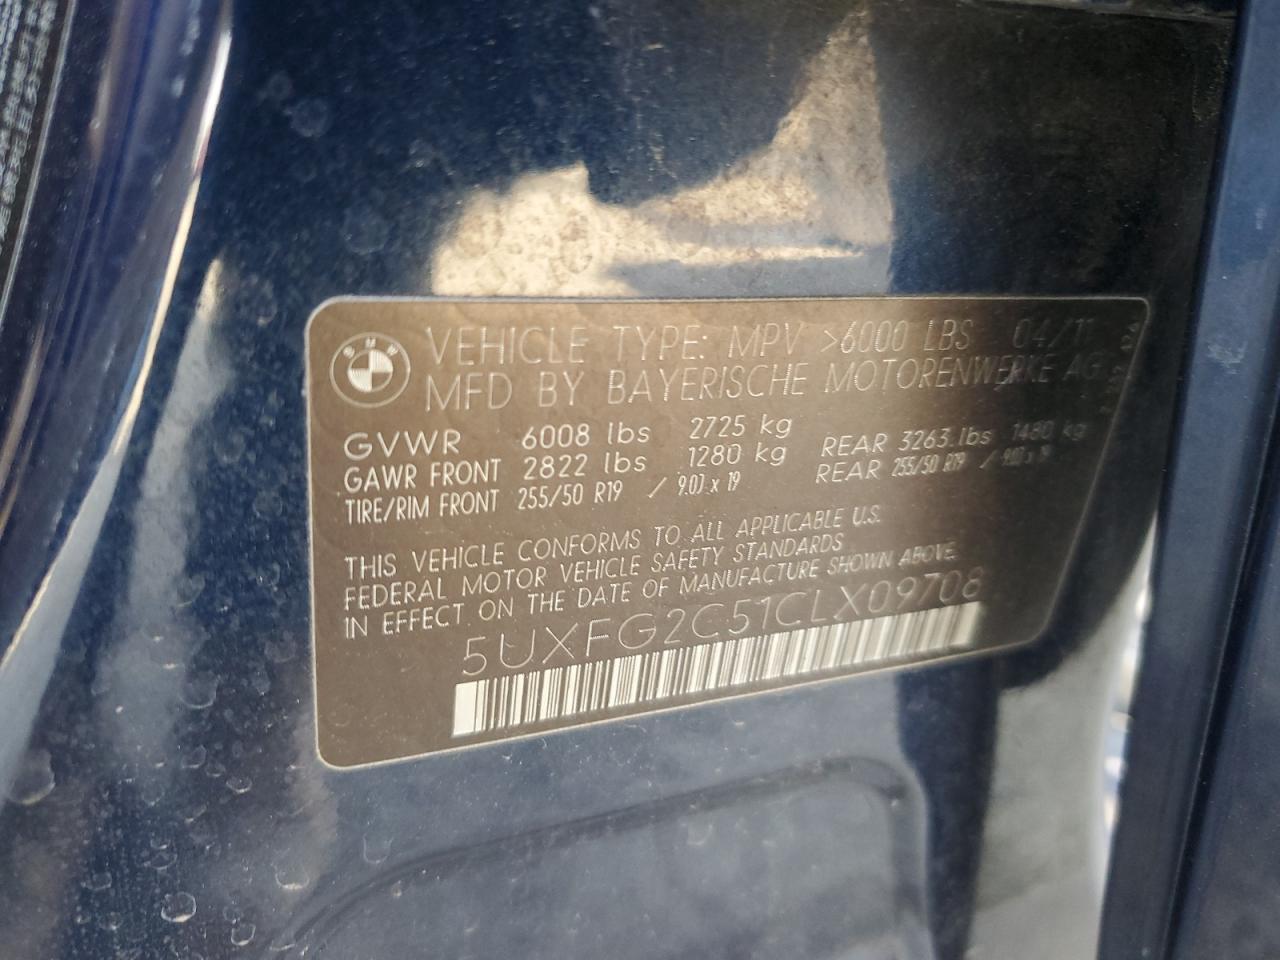 BMW
VEHICLE TYPE: MPV >6000 LBS 04/11
MFD BY BAYERISCHE MOTORENWERKE AG
GVWR 6008 lbs 2725 kg
GAWR FRONT 2822 lbs 1280 kg REAR 3263 lbs 1480 kg
TIRE/RIM FRONT 255/50 R19 / 9.0J x 19 REAR 255/50 R19 / 9.0J x 19
THIS VEHICLE CONFORMS TO ALL APPLICABLE U.S.
FEDERAL MOTOR VEHICLE SAFETY STANDARDS
IN EFFECT ON THE DATE OF MANUFACTURE SHOWN ABOVE.
5UXFG2C51CLX09708